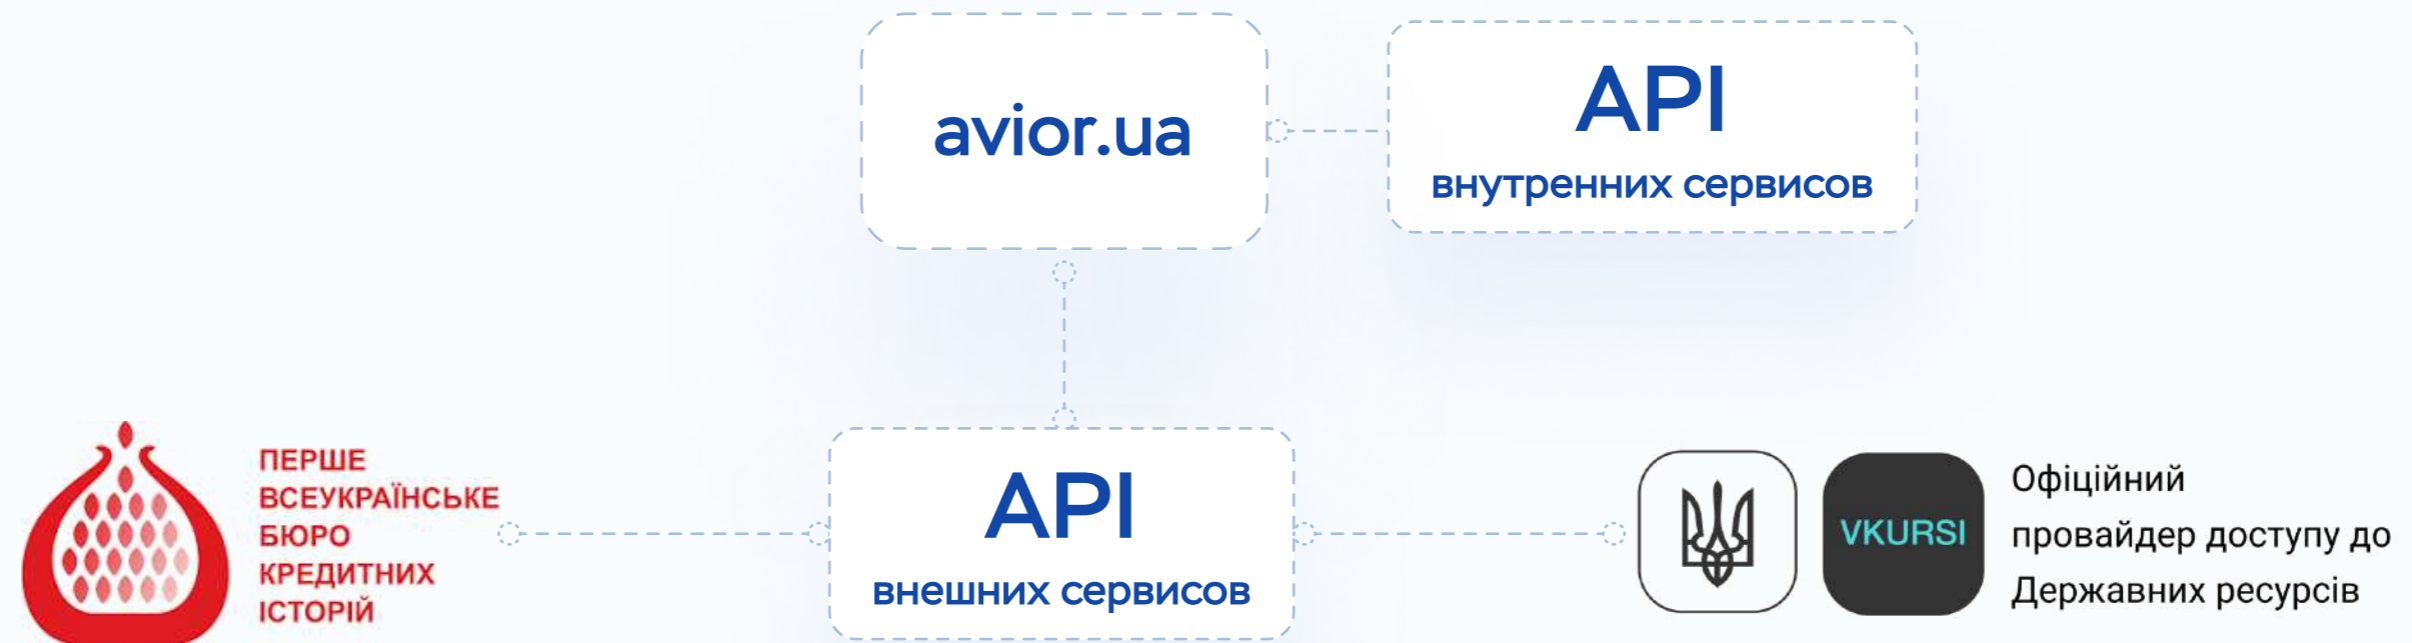 avior.ua
API
внутренних сервисов
ПЕРШЕ
ВСЕУКРАЇНСЬКЕ
БЮРО
КРЕДИТНИХ
ІСТОРІЙ
API
внешних сервисов
VKURSI
Офіційний
провайдер доступу до
Державних ресурсів